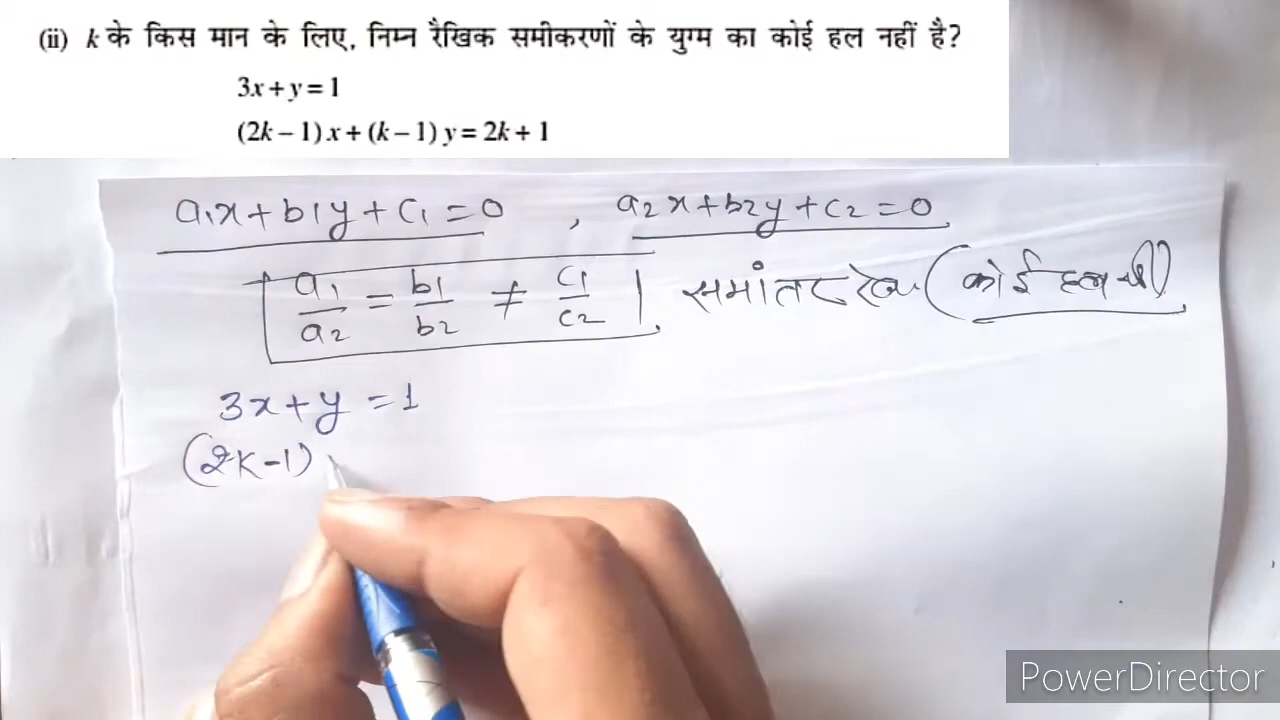 (ii) k के किस मान के लिए, निम्न रैखिक समीकरणों के युग्म का कोई हल नहीं है?
3x + y = 1
(2k – 1) x + (k – 1) y = 2k + 1
a₁x + b₁y + c₁ = 0 , a₂x + b₂y + c₂ = 0
a₁/a₂ = b₁/b₂ ≠ c₁/c₂ समांतर (कोई हल नहीं)
3x + y = 1
(2k-1)
PowerDirector